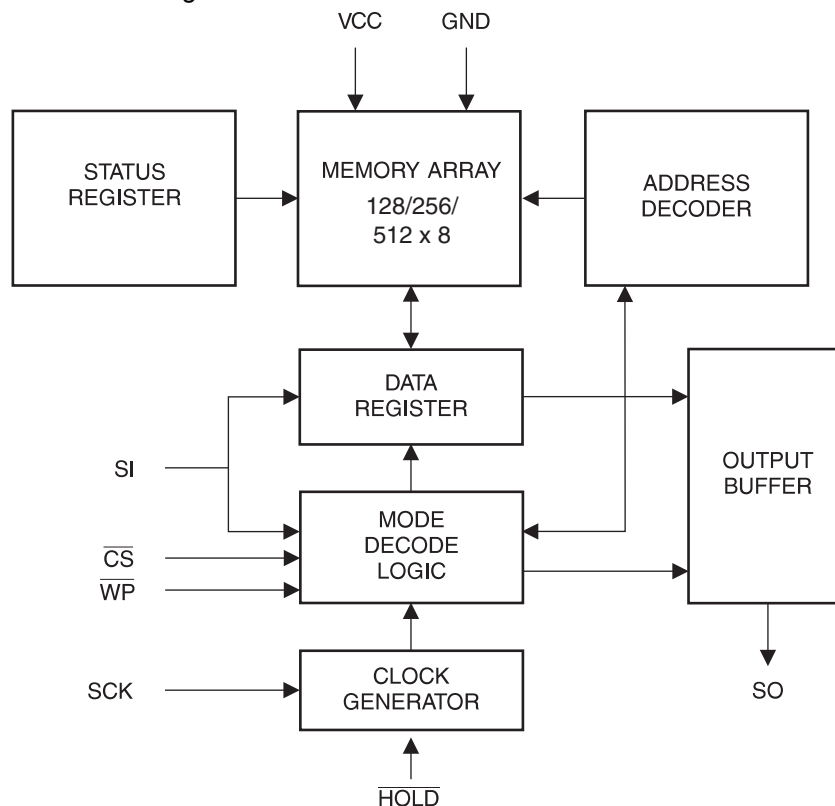 VCC GND
STATUS
REGISTER
MEMORY ARRAY
128/256/
512 x 8
ADDRESS
DECODER
DATA
REGISTER
OUTPUT
BUFFER
SI
MODE
DECODE
LOGIC
CS
WP
SCK
CLOCK
GENERATOR
SO
HOLD